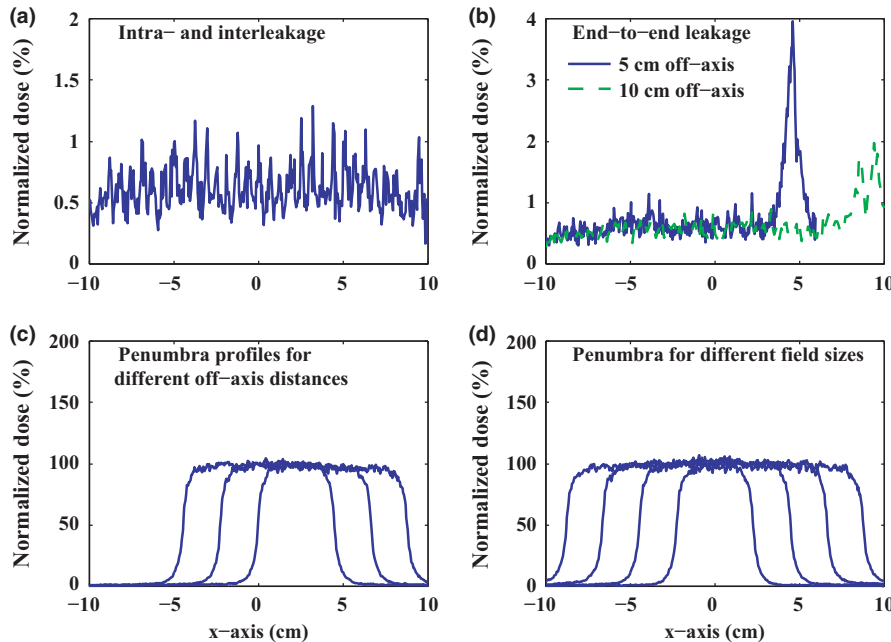 (a)
Intra− and interleakage
Normalized dose (%)
2
1.5
1
0.5
0
−10
−5
0
5
10
(b)
End−to−end leakage
5 cm off−axis
10 cm off−axis
Normalized dose (%)
4
3
2
1
0
−10
−5
0
5
10
(c)
Penumbra profiles for
different off−axis distances
Normalized dose (%)
200
150
100
50
0
−10
−5
0
5
10
x−axis (cm)
(d)
Penumbra for different field sizes
Normalized dose (%)
200
150
100
50
0
−10
−5
0
5
10
x−axis (cm)